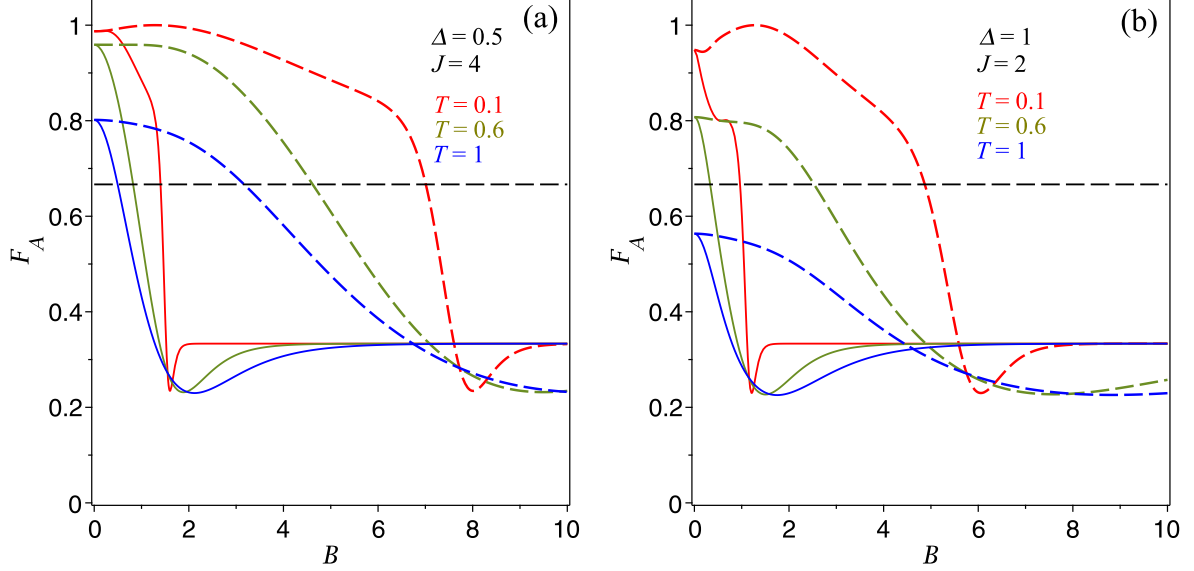 (a)
Δ = 0.5
J = 4
T = 0.1
T = 0.6
T = 1
1
0.8
0.6
0.4
0.2
0
F_A
0 2 4 6 8 10
B
(b)
Δ = 1
J = 2
T = 0.1
T = 0.6
T = 1
1
0.8
0.6
0.4
0.2
0
F_A
0 2 4 6 8 10
B